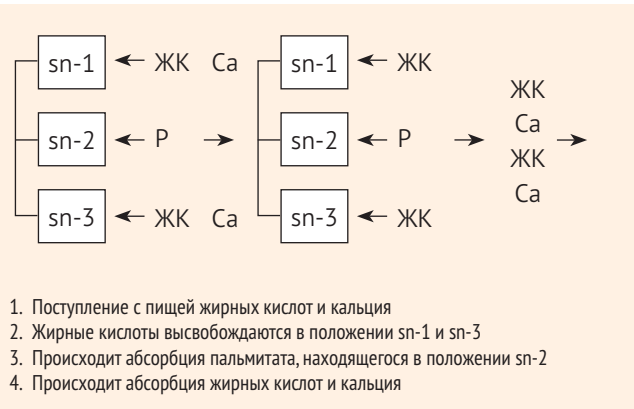 sn-1 ЖК Ca sn-1 ЖК
ЖК
Ca
sn-2 P sn-2 P
ЖК
Ca
sn-3 ЖК Ca sn-3 ЖК
1. Поступление с пищей жирных кислот и кальция
2. Жирные кислоты высвобождаются в положении sn-1 и sn-3
3. Происходит абсорбция пальмитата, находящегося в положении sn-2
4. Происходит абсорбция жирных кислот и кальция